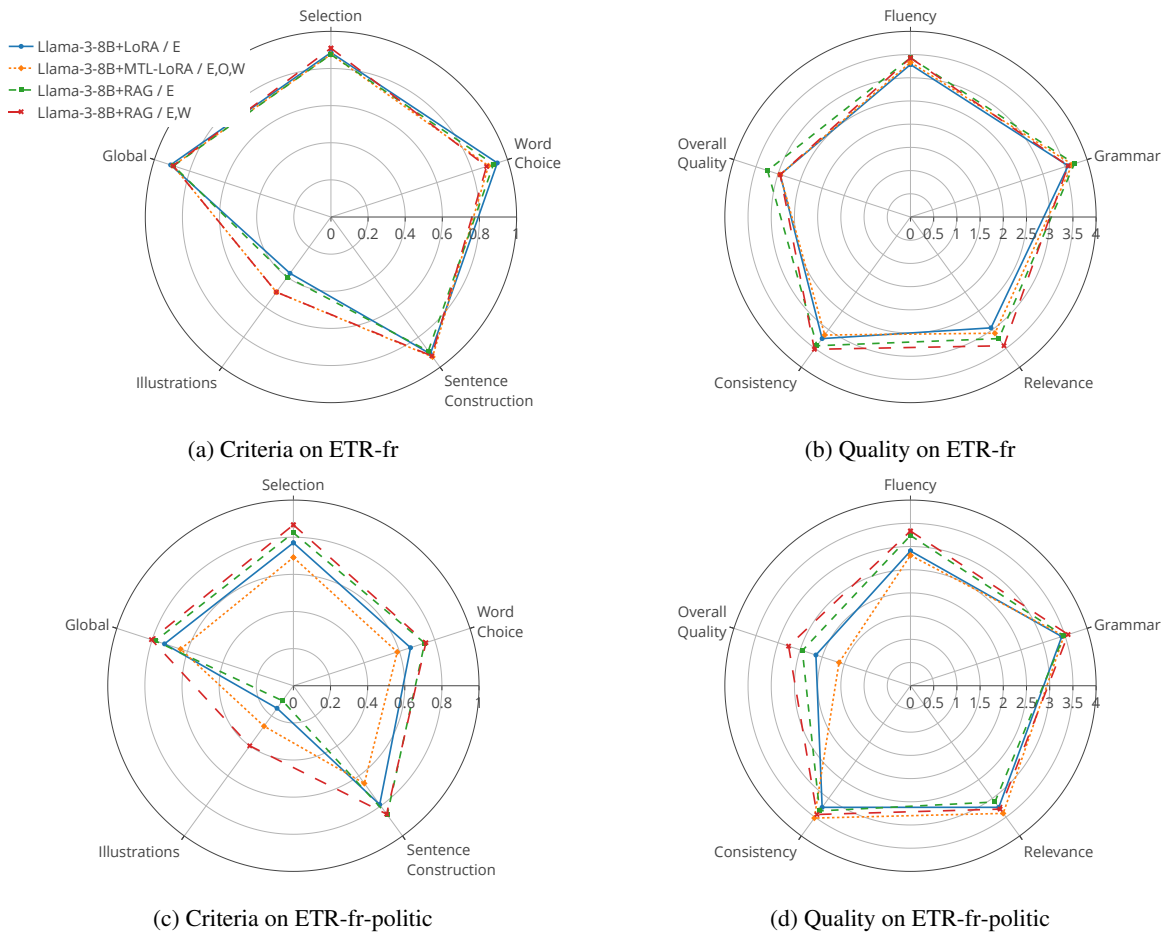 Selection
Llama-3-8B+LoRA / E
Llama-3-8B+MTL-LoRA / E,O,W
Llama-3-8B+RAG / E
Llama-3-8B+RAG / E,W
Global
Word
Choice
0 0.2 0.4 0.6 0.8 1
Illustrations
Sentence
Construction
(a) Criteria on ETR-fr
Fluency
Overall
Quality
Grammar
0 0.5 1 1.5 2 2.5 3 3.5 4
Consistency
Relevance
(b) Quality on ETR-fr
Selection
Global
Word
Choice
0 0.2 0.4 0.6 0.8 1
Illustrations
Sentence
Construction
(c) Criteria on ETR-fr-politic
Fluency
Overall
Quality
Grammar
0 0.5 1 1.5 2 2.5 3 3.5 4
Consistency
Relevance
(d) Quality on ETR-fr-politic